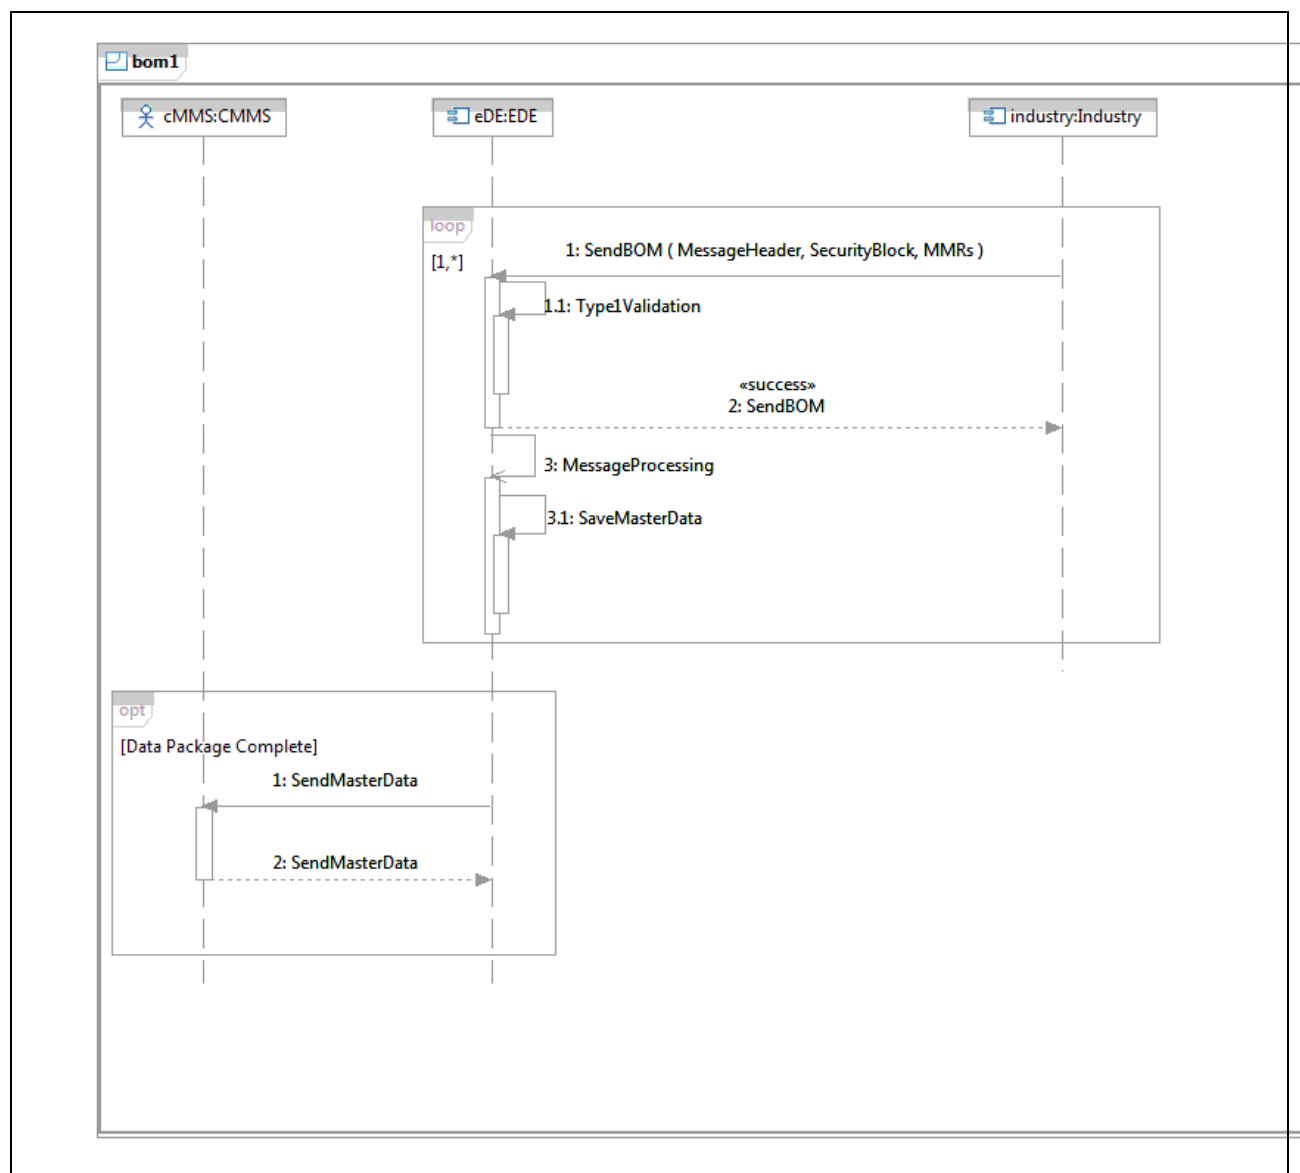 bom1
cMMS:CMMS
eDE:EDE
industry:Industry
loop
[1,*]
1: SendBOM ( MessageHeader, SecurityBlock, MMRs )
1.1: Type1Validation
«success»
2: SendBOM
3: MessageProcessing
3.1: SaveMasterData
opt
[Data Package Complete]
1: SendMasterData
2: SendMasterData